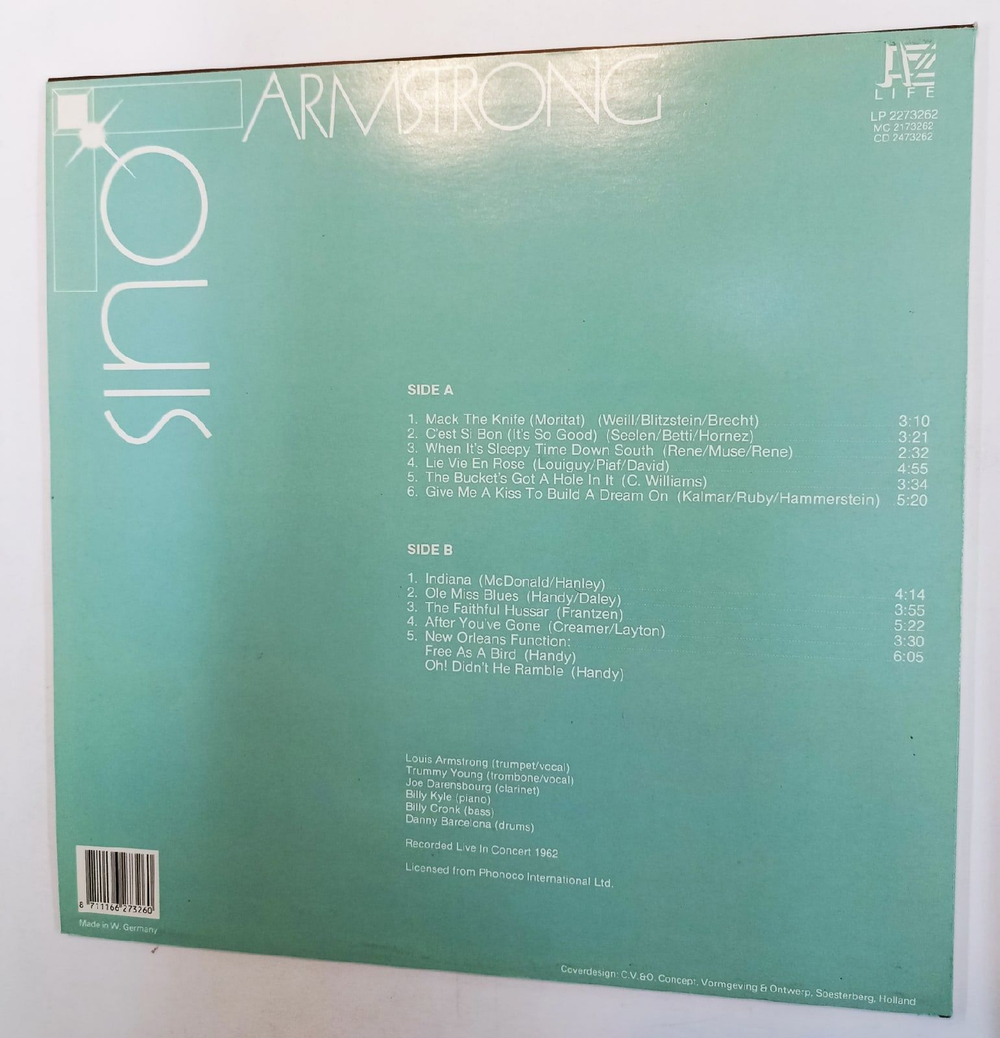 ARMSTRONG
OUIS
JAZZ
LIFE
LP 2273262
MC 2173262
CD 2473262
SIDE A
1. Mack The Knife (Moritat) (Weill/Blitzstein/Brecht) 3:10
2. C'est Si Bon (It's So Good) (Seelen/Betti/Hornez) 3:21
3. When It's Sleepy Time Down South (Rene/Muse/Rene) 2:32
4. Lie Vie En Rose (Louiguy/Piaf/David) 4:55
5. The Bucket's Got A Hole In It (C. Williams) 3:34
6. Give Me A Kiss To Build A Dream On (Kalmar/Ruby/Hammerstein) 5:20
SIDE B
1. Indiana (McDonald/Hanley) 4:14
2. Ole Miss Blues (Handy/Daley) 3:55
3. The Faithful Hussar (Frantzen) 5:22
4. After You've Gone (Creamer/Layton) 3:30
5. New Orleans Function: 6:05
Free As A Bird (Handy)
Oh! Didn't He Ramble (Handy)
Louis Armstrong (trumpet/vocal)
Trummy Young (trombone/vocal)
Joe Darensbourg (clarinet)
Billy Kyle (piano)
Billy Cronk (bass)
Danny Barcelona (drums)
Recorded Live In Concert 1962
Licensed from Phonoco International Ltd.
8 711166 273260
Made in W. Germany
Coverdesign: C.V.&O. Concept, Vormgeving & Ontwerp, Soesterberg, Holland